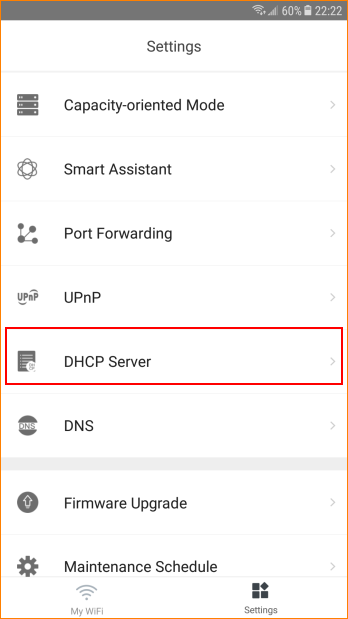 60% 22:22
Settings
Capacity-oriented Mode
Smart Assistant
Port Forwarding
UPnP UPnP
DHCP Server
DNS DNS
Firmware Upgrade
Maintenance Schedule
My WiFi Settings